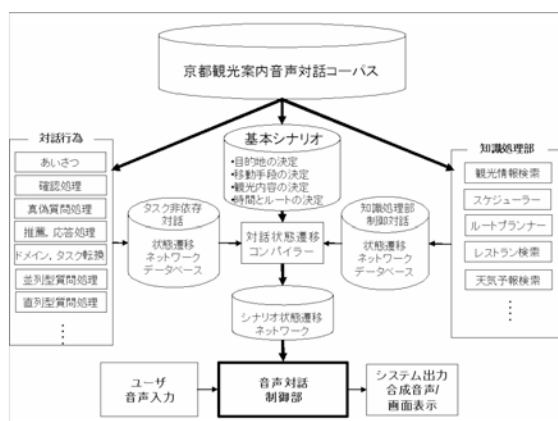 京都観光案内音声対話コーパス
対話行為
あいさつ
確認処理
真偽質問処理
推薦，応答処理
ドメイン，タスク転換
並列型質問処理
直列型質問処理
基本シナリオ
•目的地の決定
•移動手段の決定
•観光内容の決定
•時間とルートの決定
知識処理部
観光情報検索
スケジューラー
ルートプランナー
レストラン検索
天気予報検索
タスク非依存
対話
状態遷移
ネットワーク
データベース
対話状態遷移
コンパイラー
知識処理部
制御対話
状態遷移
ネットワーク
データベース
シナリオ状態遷移
ネットワーク
ユーザ
音声入力
音声対話
制御部
システム出力
合成音声/
画面表示